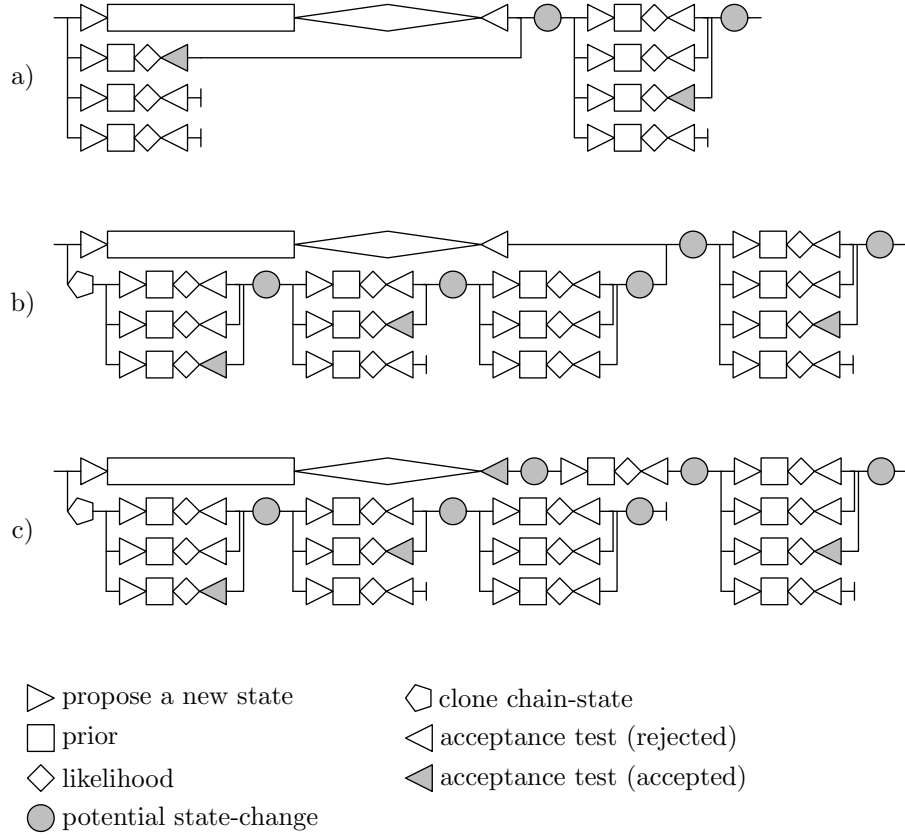 a)
b)
c)
propose a new state
prior
likelihood
potential state-change
clone chain-state
acceptance test (rejected)
acceptance test (accepted)